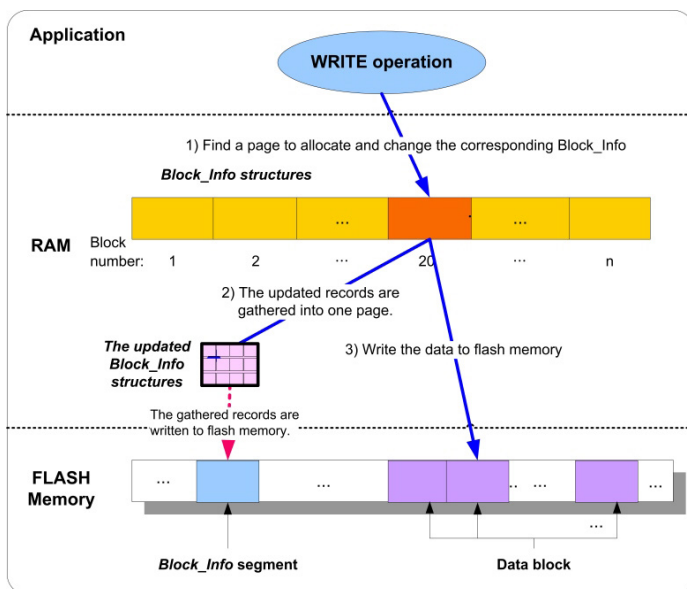 Application
WRITE operation
1) Find a page to allocate and change the corresponding Block_Info
Block_Info structures
... ...
RAM
Block
number: 1 2 ... 20 ... n
2) The updated records are
gathered into one page.
The updated
Block_Info
structures
3) Write the data to flash memory
The gathered records are
written to flash memory.
FLASH
Memory
... ... .. ... ...
...
Block_Info segment
Data block